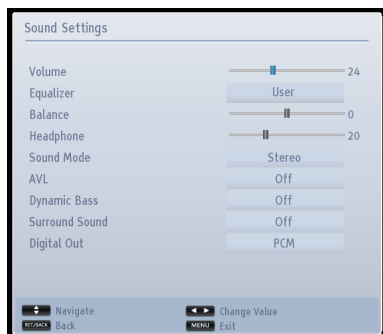 Sound Settings
Volume 24
Equalizer User
Balance 0
Headphone 20
Sound Mode Stereo
AVL Off
Dynamic Bass Off
Surround Sound Off
Digital Out PCM
Navigate Change Value
RET/BACK Back MENU Exit